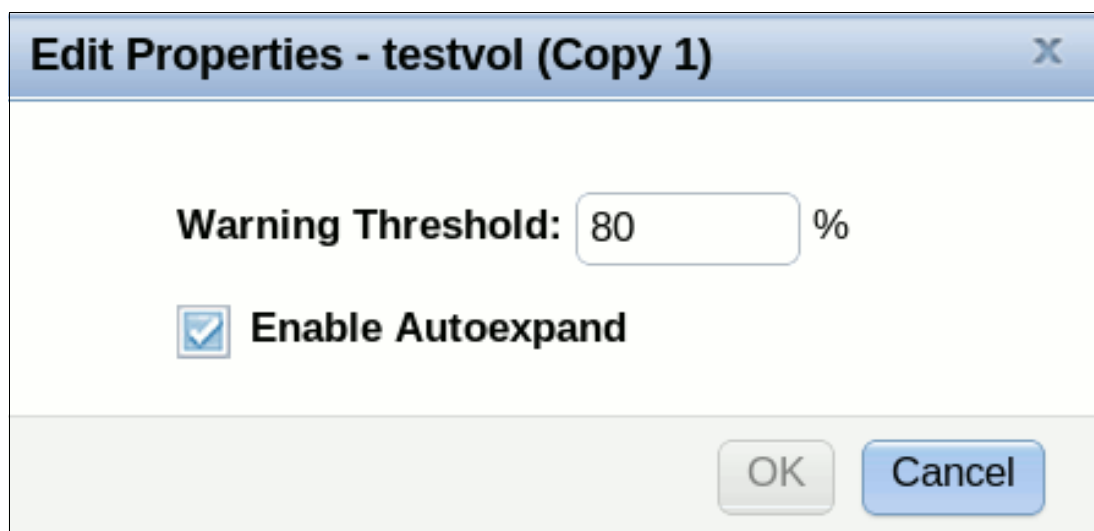 Edit Properties - testvol (Copy 1) x
Warning Threshold: 80 %
Enable Autoexpand
OK Cancel